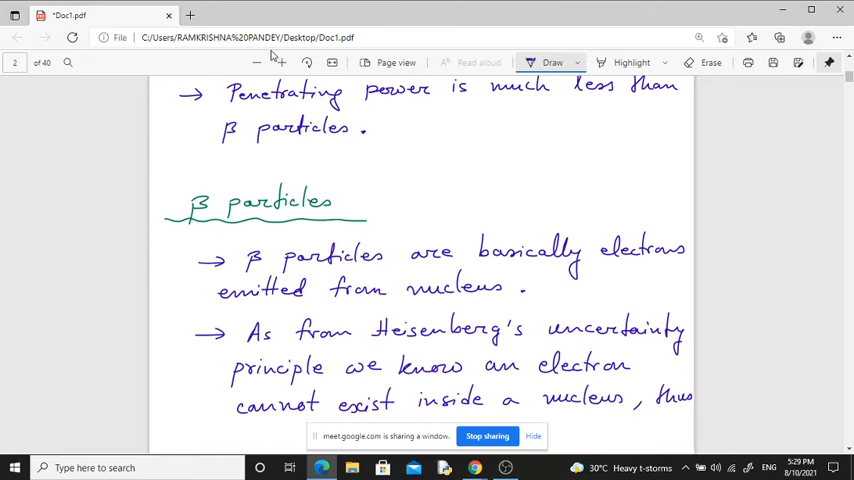 *Doc1.pdf
File C:/Users/RAMKRISHNA%20PANDEY/Desktop/Doc1.pdf
2 of 40 Page view Read aloud Draw Highlight Erase
→ Penetrating power is much less than
β particles.
β particles
→ β particles are basically electrons
emitted from nucleus.
→ As from Heisenberg's uncertainty
principle we know an electron
cannot exist inside a nucleus, thus
meet.google.com is sharing a window. Stop sharing Hide
Type here to search 30°C Heavy t-storms ENG 5:29 PM
8/10/2021